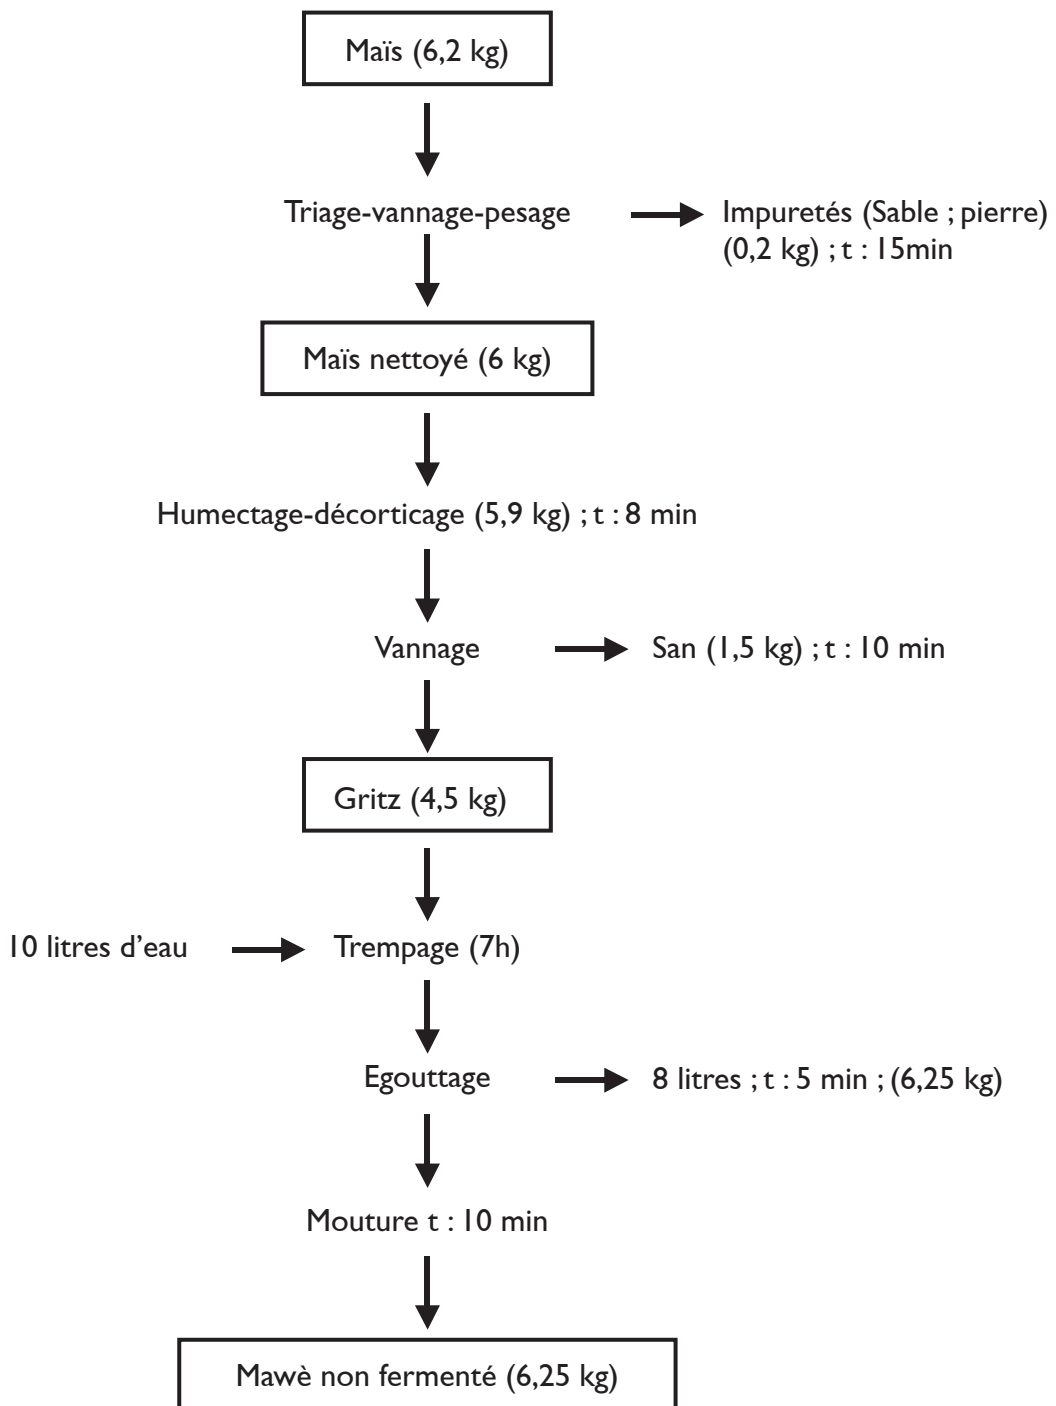 Maïs (6,2 kg)
Triage-vannage-pesage
Impuretés (Sable ; pierre)
(0,2 kg) ; t : 15min
Maïs nettoyé (6 kg)
Humectage-décorticage (5,9 kg) ; t : 8 min
Vannage
San (1,5 kg) ; t : 10 min
Gritz (4,5 kg)
10 litres d’eau
Trempage (7h)
Egouttage
8 litres ; t : 5 min ; (6,25 kg)
Mouture t : 10 min
Mawè non fermenté (6,25 kg)